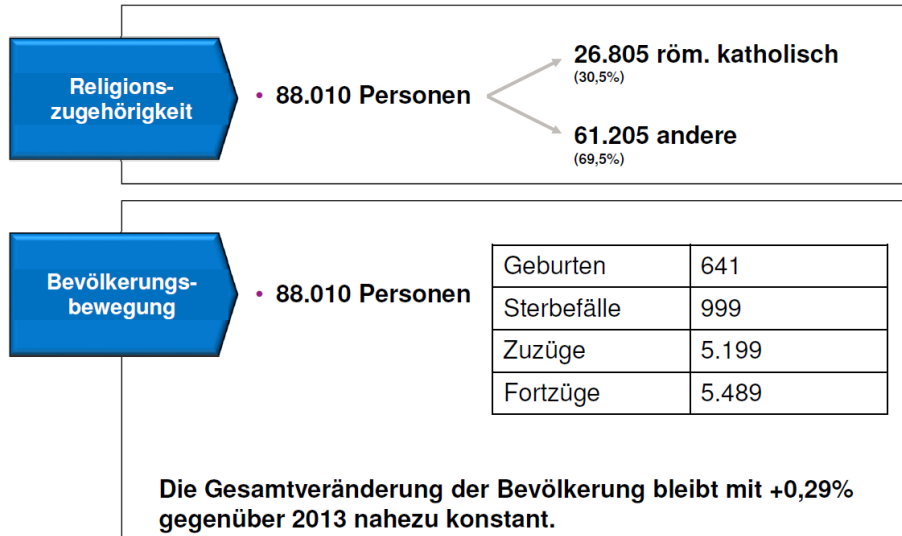 Religions-
zugehörigkeit
• 88.010 Personen
26.805 röm. katholisch
(30,5%)
61.205 andere
(69,5%)
Bevölkerungs-
bewegung
• 88.010 Personen
Geburten 641
Sterbefälle 999
Zuzüge 5.199
Fortzüge 5.489
Die Gesamtveränderung der Bevölkerung bleibt mit +0,29%
gegenüber 2013 nahezu konstant.